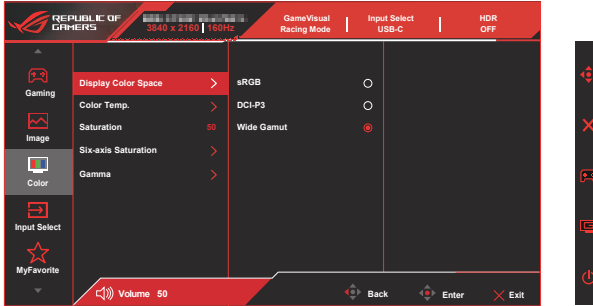 REPUBLIC OF
GAMERS
3840 x 2160 160Hz
GameVisual
Racing Mode
Input Select
USB-C
HDR
OFF
Gaming
Image
Color
Input Select
MyFavorite
Display Color Space
Color Temp.
Saturation 50
Six-axis Saturation
Gamma
sRGB
DCI-P3
Wide Gamut
Volume 50
Back
Enter
Exit